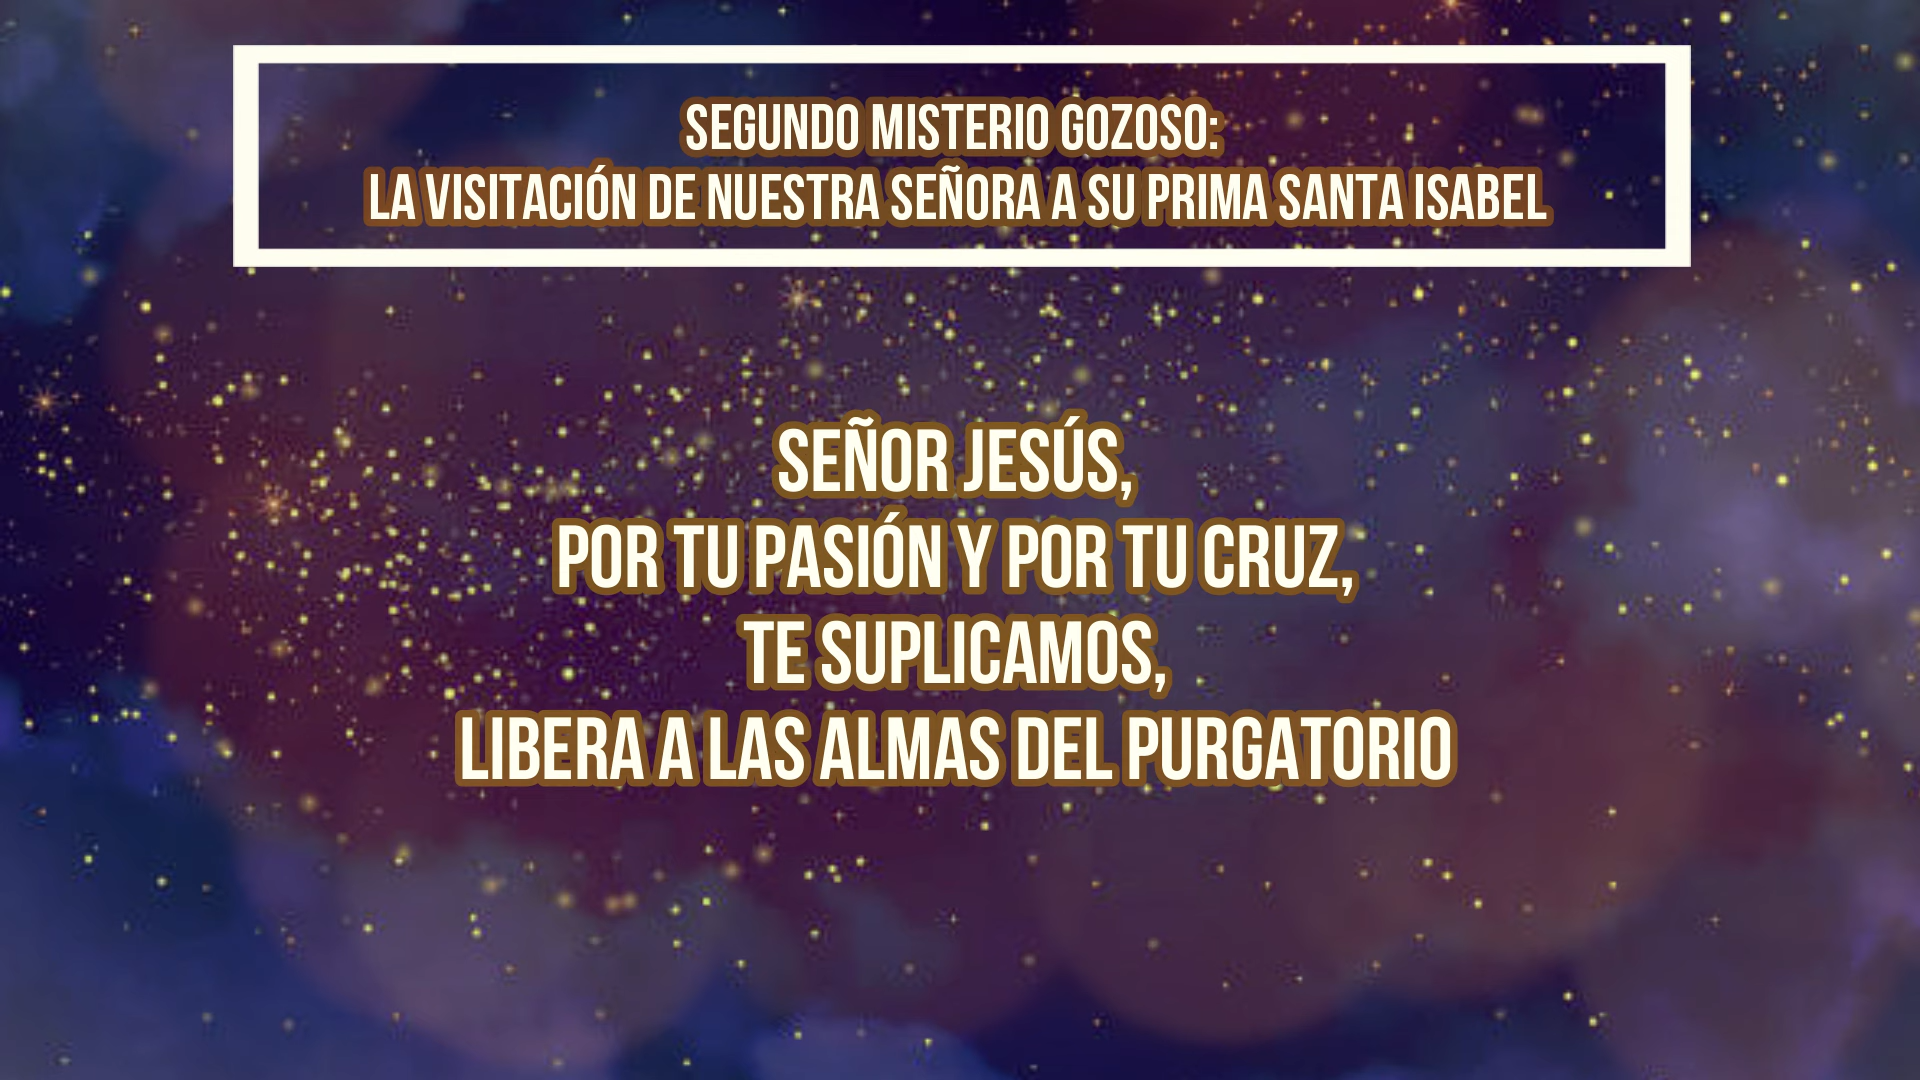 SEGUNDO MISTERIO GOZOSO:
LA VISITACIÓN DE NUESTRA SEÑORA A SU PRIMA SANTA ISABEL
SEÑOR JESÚS,
POR TU PASIÓN Y POR TU CRUZ,
TE SUPLICAMOS,
LIBERA A LAS ALMAS DEL PURGATORIO